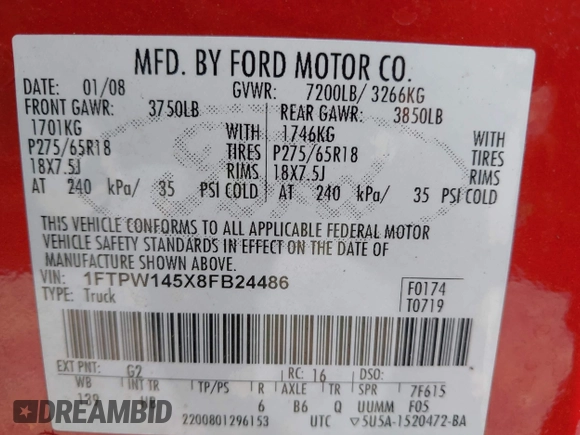 MFD. BY FORD MOTOR CO.
DATE: 01/08 GVWR: 7200LB/ 3266KG
FRONT GAWR: 3750LB REAR GAWR: 3850LB
1701KG WITH 1746KG WITH
P275/65R18 TIRES P275/65R18 TIRES
18X7.5J RIMS 18X7.5J RIMS
AT 240 kPa/ 35 PSI COLD AT 240 kPa/ 35 PSI COLD
THIS VEHICLE CONFORMS TO ALL APPLICABLE FEDERAL MOTOR
VEHICLE SAFETY STANDARDS IN EFFECT ON THE DATE OF
MANUFACTURE SHOWN ABOVE.
VIN: 1FTPW145X8FB24486 F0174
TYPE: Truck T0719
EXT PNT: G2 RC: 16 DSO:
WB INT TR TP/PS R AXLE TR SPR 7F615
139 6 B6 Q UUMM F05
2200801296153 UTC 5U5A-1520472-BA
DREAMBID